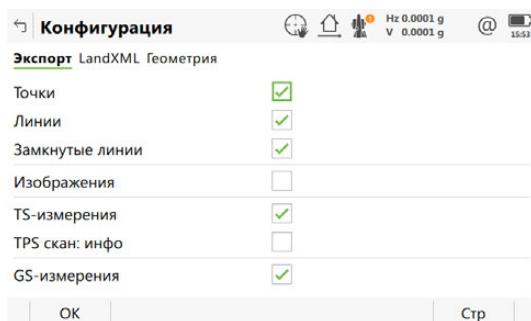 Конфигурация
Hz 0.0001 g
V 0.0001 g
@
15:53
Экспорт LandXML Геометрия
Точки
Линии
Замкнутые линии
Изображения
TS-измерения
TPS скан: инфо
GS-измерения
OK
Стр